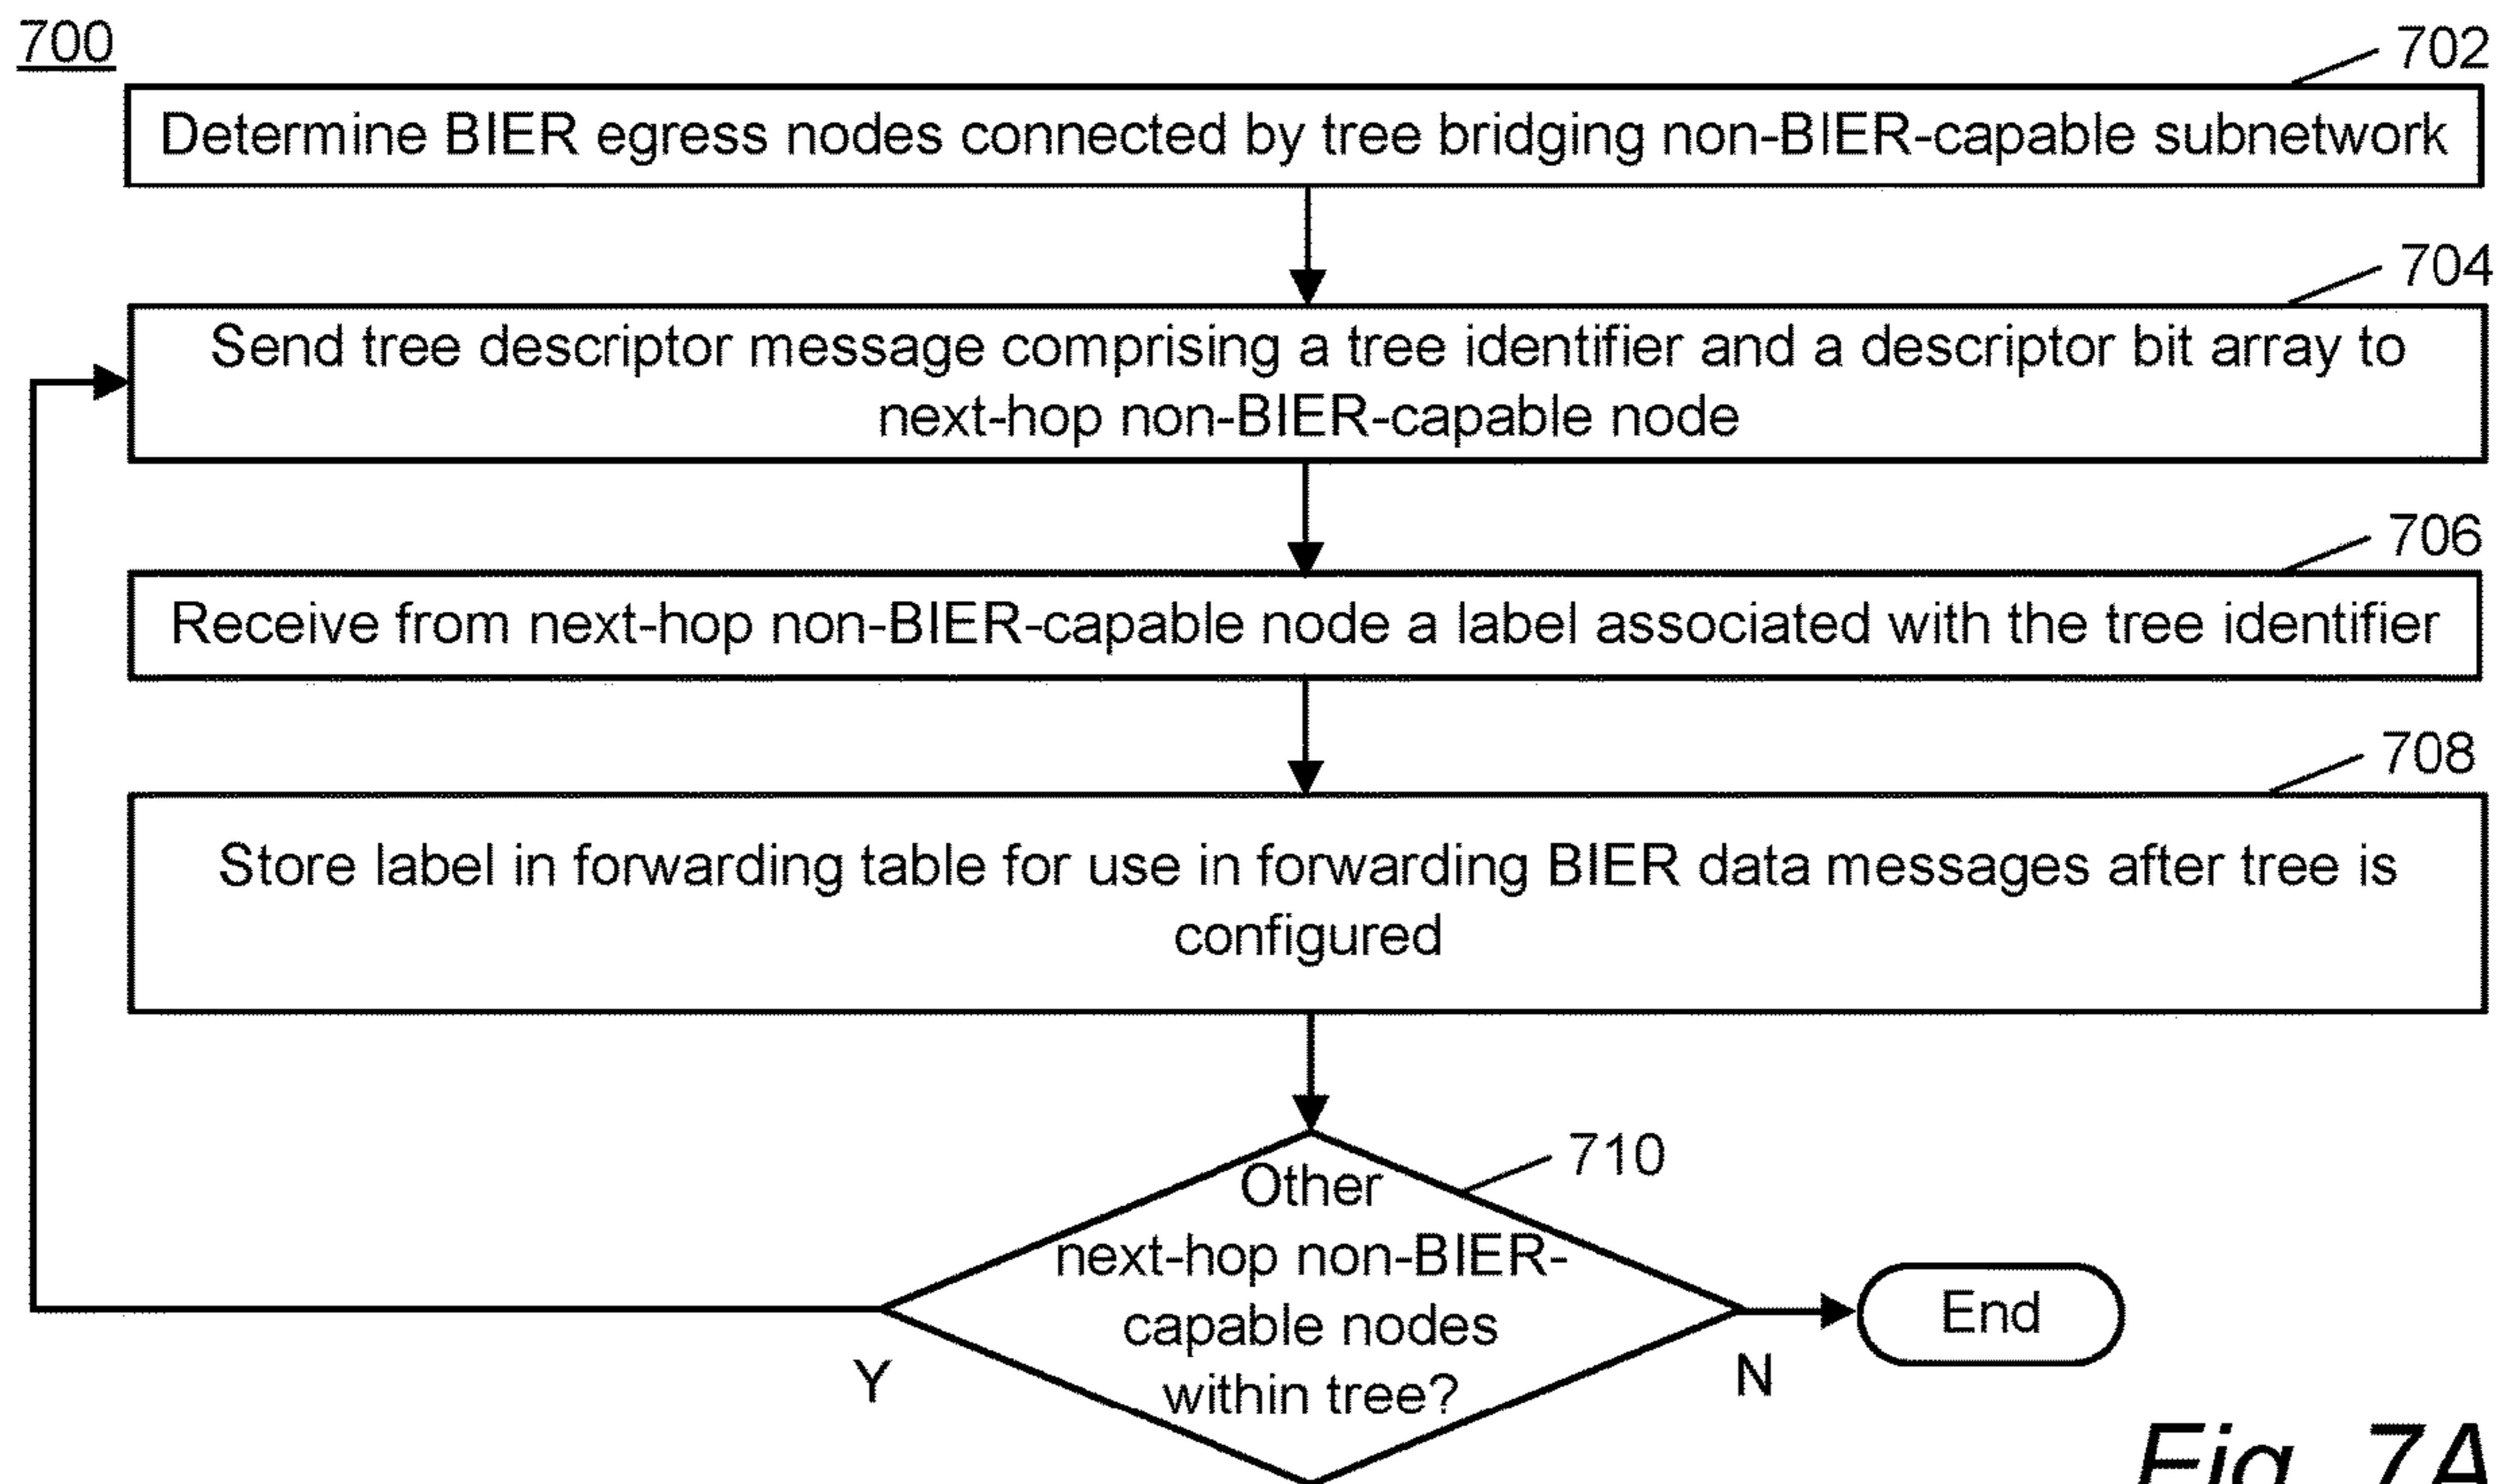 700
702
Determine BIER egress nodes connected by tree bridging non-BIER-capable subnetwork
704
Send tree descriptor message comprising a tree identifier and a descriptor bit array to
next-hop non-BIER-capable node
706
Receive from next-hop non-BIER-capable node a label associated with the tree identifier
708
Store label in forwarding table for use in forwarding BIER data messages after tree is
configured
710
Other
next-hop non-BIER-
capable nodes
within tree?
Y
N
End
Fig. 7A